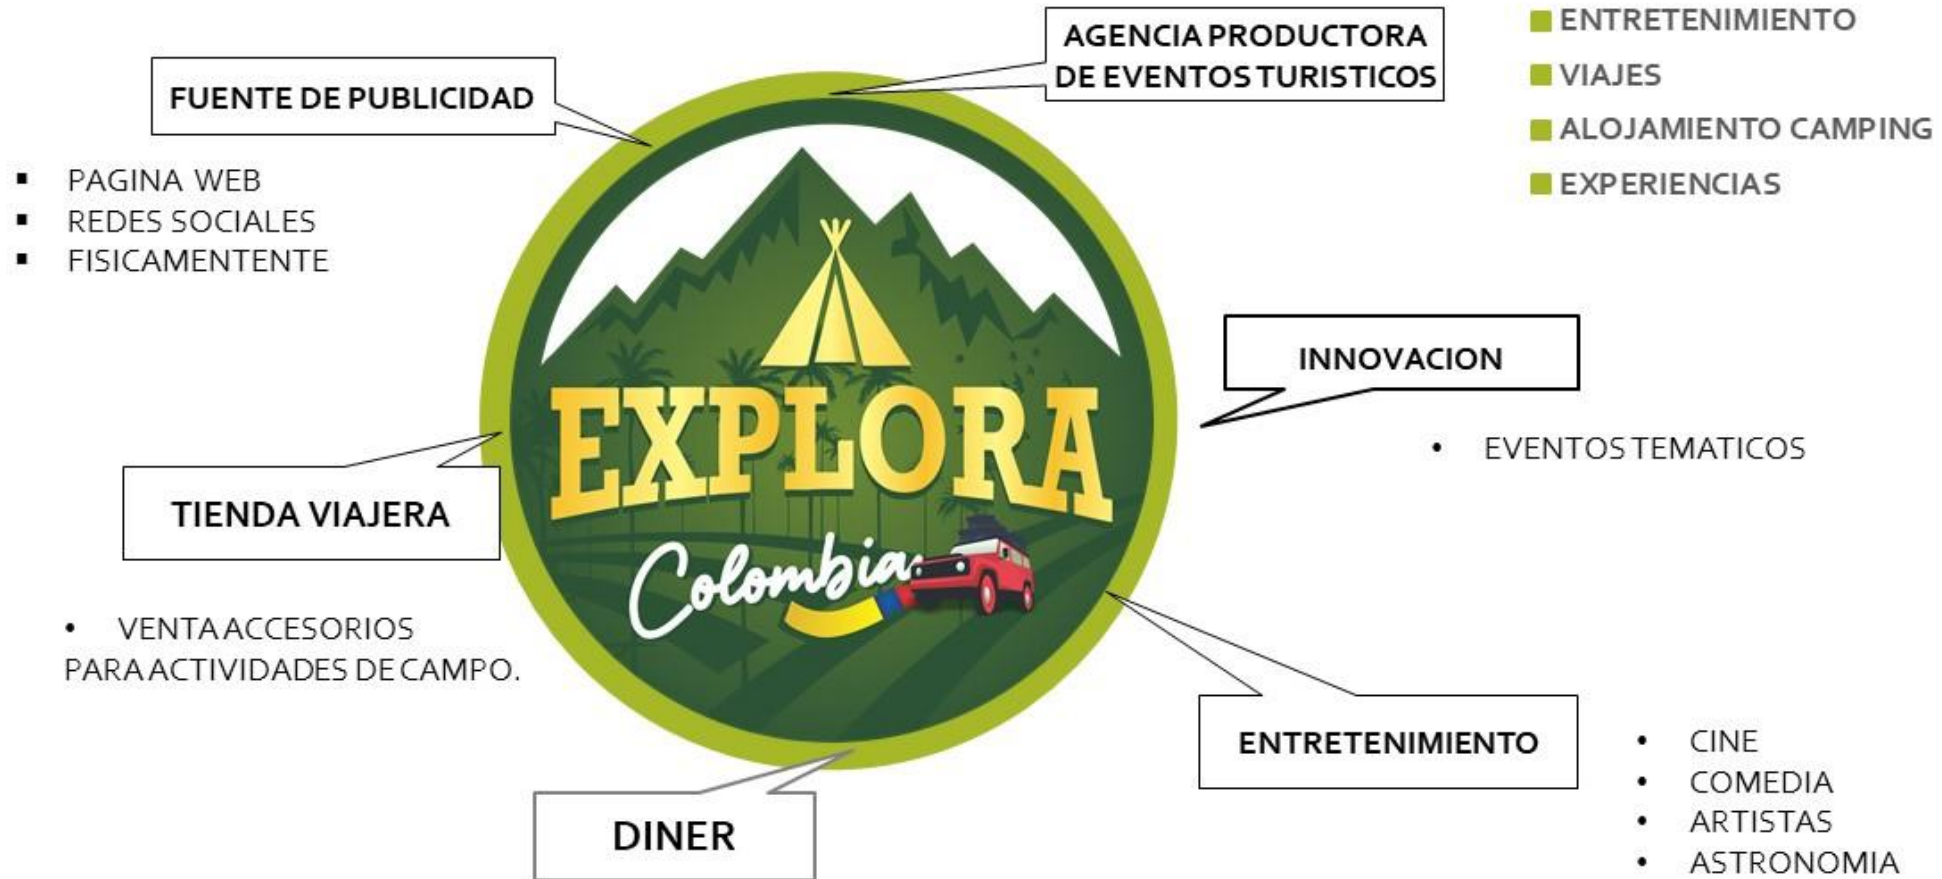 AGENCIA PRODUCTORA
DE EVENTOS TURISTICOS
ENTRETENIMIENTO
VIAJES
ALOJAMIENTO CAMPING
EXPERIENCIAS
FUENTE DE PUBLICIDAD
PAGINA WEB
REDES SOCIALES
FISICAMENTENTE
EXPLORA
Colombia
INNOVACION
EVENTOS TEMATICOS
TIENDA VIAJERA
VENTA ACCESORIOS
PARA ACTIVIDADES DE CAMPO.
ENTRETENIMIENTO
CINE
COMEDIA
ARTISTAS
ASTRONOMIA
DINER